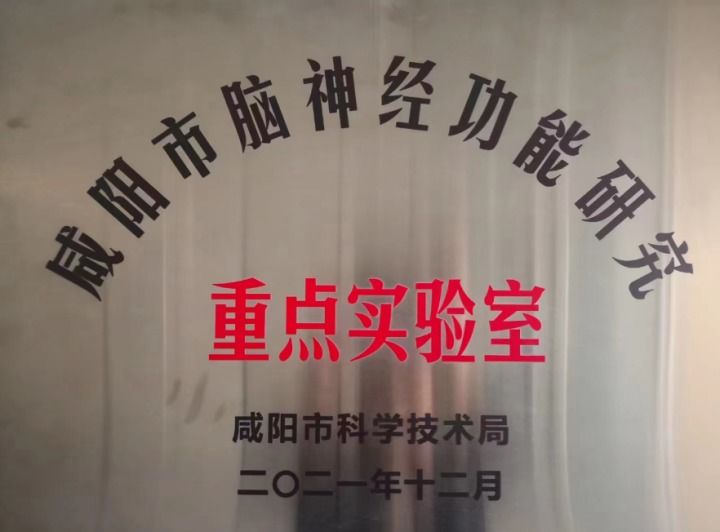 咸阳市脑神经功能研究
重点实验室
咸阳市科学技术局
二〇二一年十二月